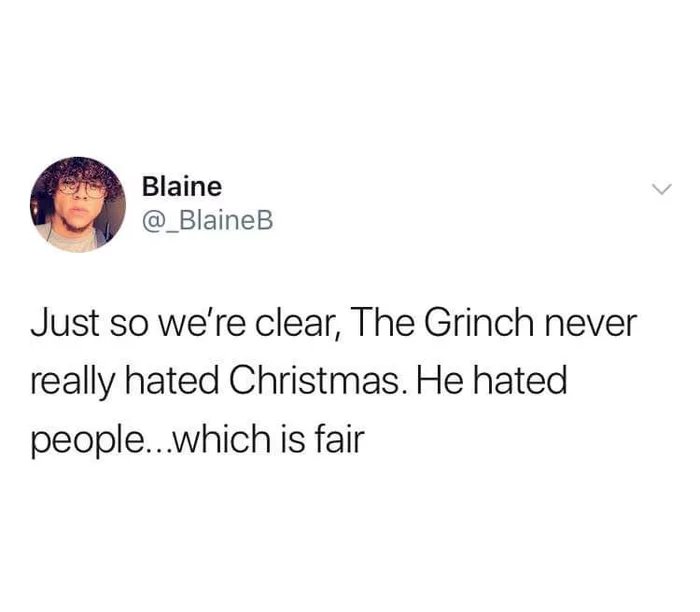 Blaine
@_BlaineB
Just so we're clear, The Grinch never
really hated Christmas. He hated
people...which is fair